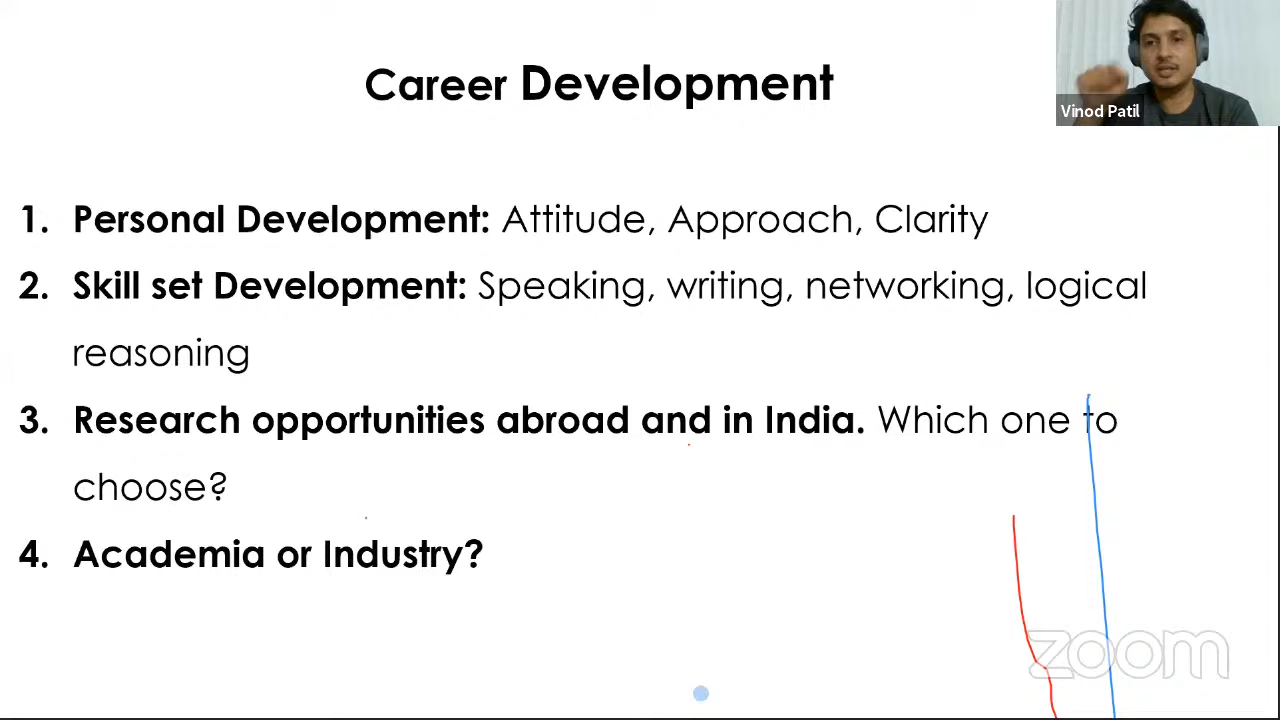 Career Development
Vinod Patil
1. Personal Development: Attitude, Approach, Clarity
2. Skill set Development: Speaking, writing, networking, logical
reasoning
3. Research opportunities abroad and in India. Which one to
choose?
4. Academia or Industry?
zoom